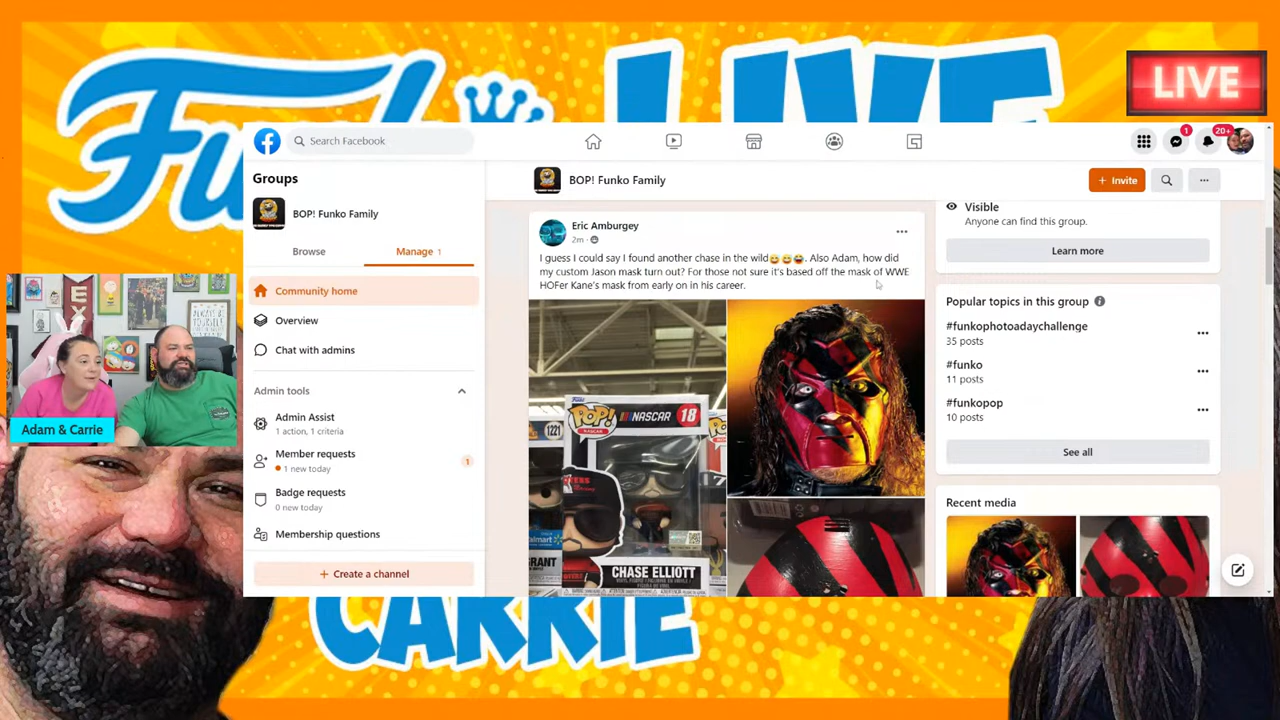 LIVE
LIVE
Search Facebook
1
20+
Groups
BOP! Funko Family
BOP! Funko Family
+ Invite
Browse
Manage 1
Community home
Overview
Chat with admins
Admin tools
Admin Assist
1 action, 1 criteria
Member requests
1 new today
1
Badge requests
0 new today
Membership questions
+ Create a channel
Eric Amburgey
2m
I guess I could say I found another chase in the wild😄😄😂. Also Adam, how did
my custom Jason mask turn out? For those not sure it's based off the mask of WWE
HOFer Kane's mask from early on in his career.
1221
Funko
POP!
NASCAR
18
Walmart
CHASE ELLIOTT
Visible
Anyone can find this group.
Learn more
Popular topics in this group
#funkophotoadaychallenge
35 posts
#funko
11 posts
#funkopop
10 posts
See all
Recent media
Adam & Carrie
CARRIE